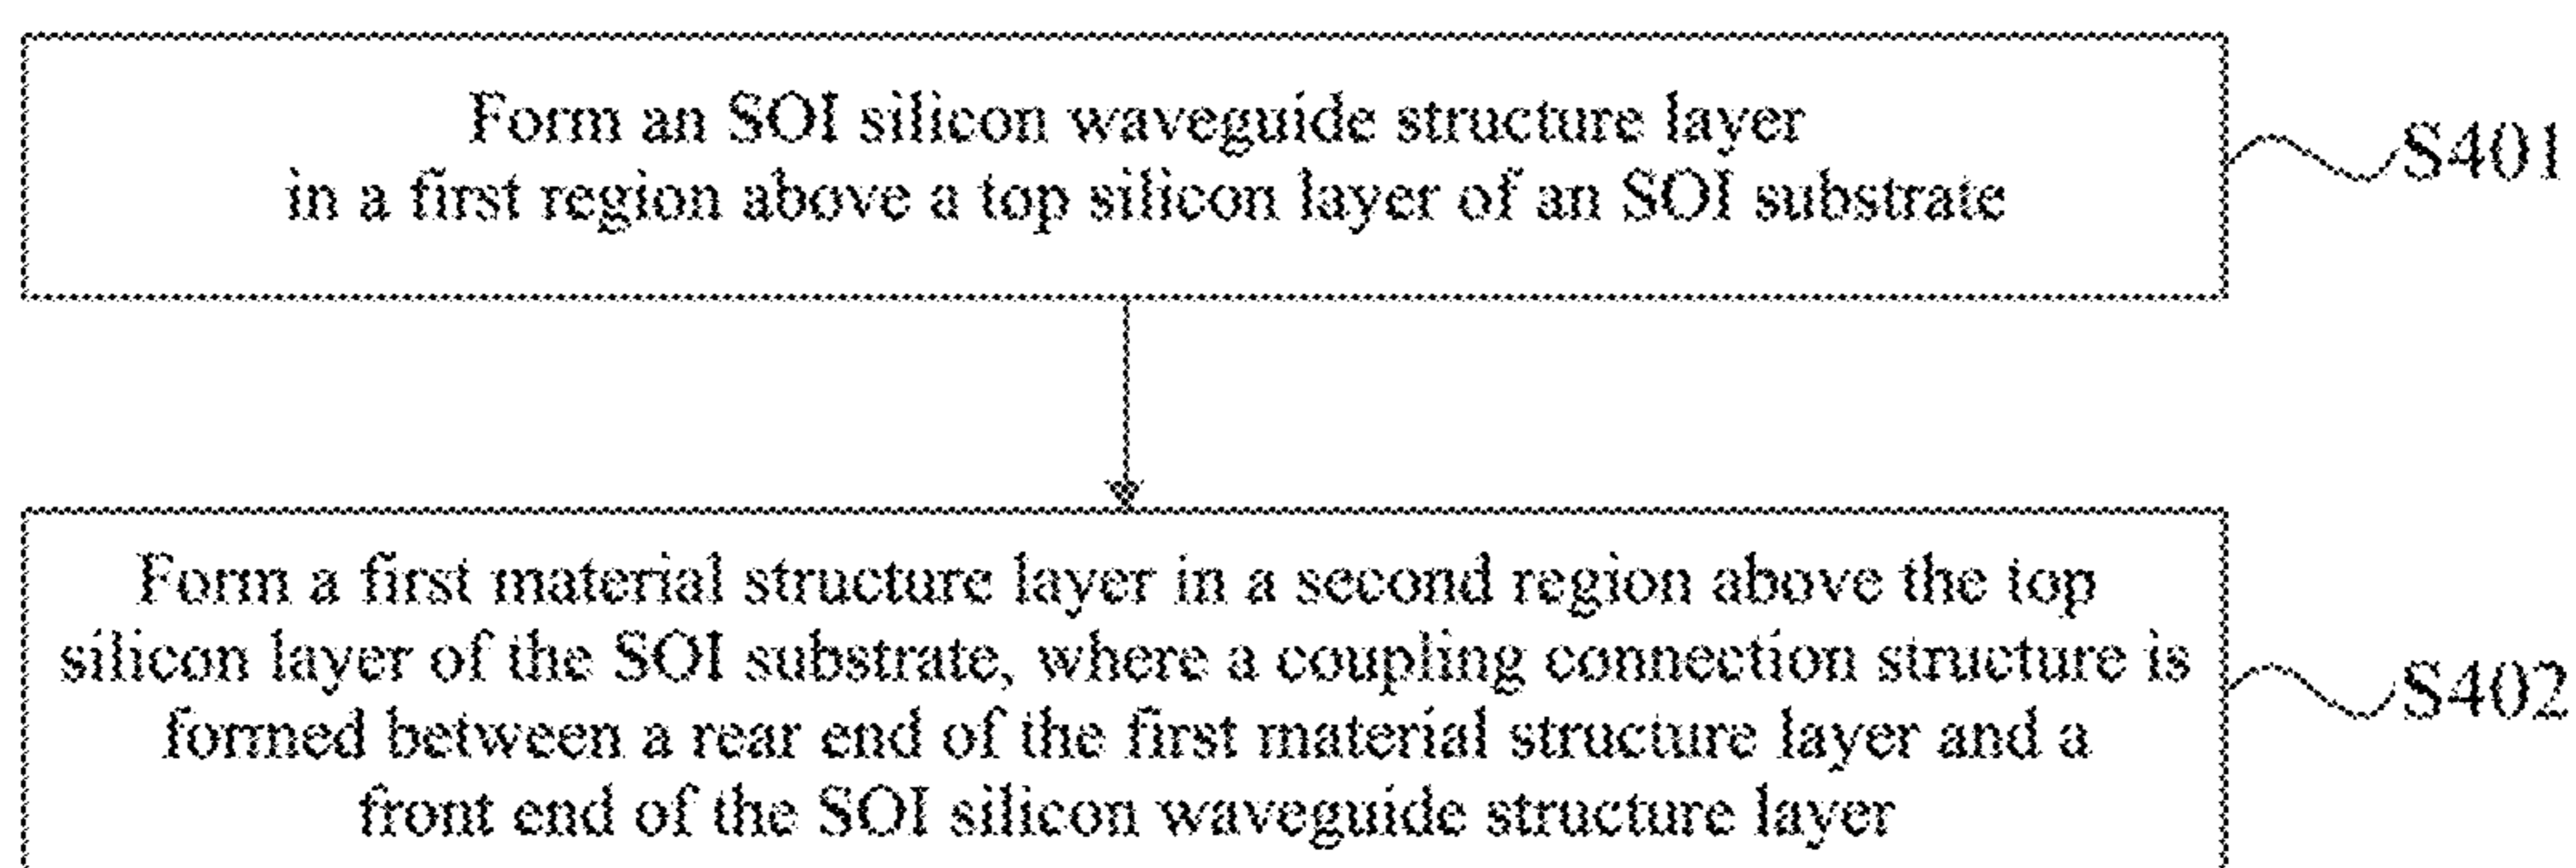 Form an SOI silicon waveguide structure layer
in a first region above a top silicon layer of an SOI substrate
S401
Form a first material structure layer in a second region above the top
silicon layer of the SOI substrate, where a coupling connection structure is
formed between a rear end of the first material structure layer and a
front end of the SOI silicon waveguide structure layer
S402